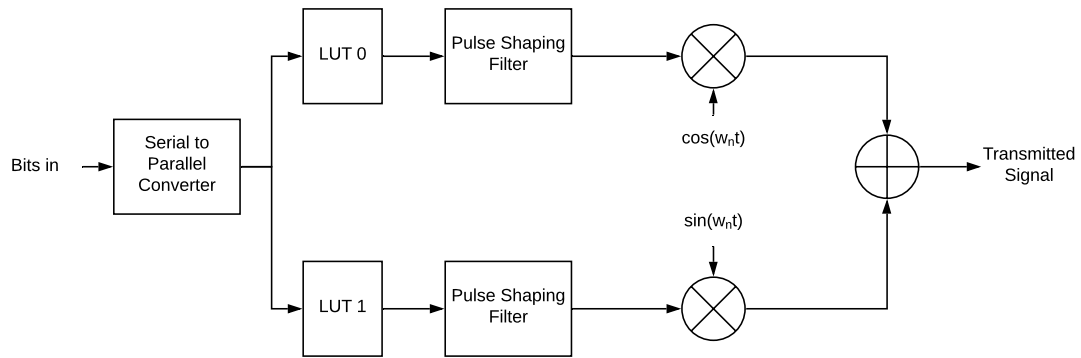 LUT 0
Pulse Shaping
Filter
cos(wₙt)
Bits in
Serial to
Parallel
Converter
Transmitted
Signal
sin(wₙt)
LUT 1
Pulse Shaping
Filter